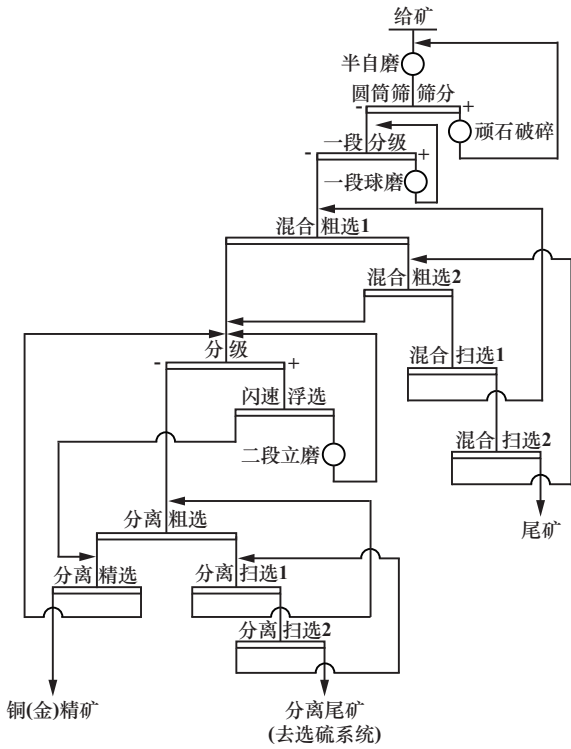 给矿
半自磨
圆筒筛 筛分
- +
顽石破碎
一段分级
- +
一段球磨
混合 粗选1
混合 粗选2
分级
- +
混合 扫选1
闪速 浮选
混合 扫选2
二段立磨
尾矿
分离 粗选
分离 精选
分离 扫选1
分离 扫选2
铜(金)精矿
分离尾矿
(去选硫系统)